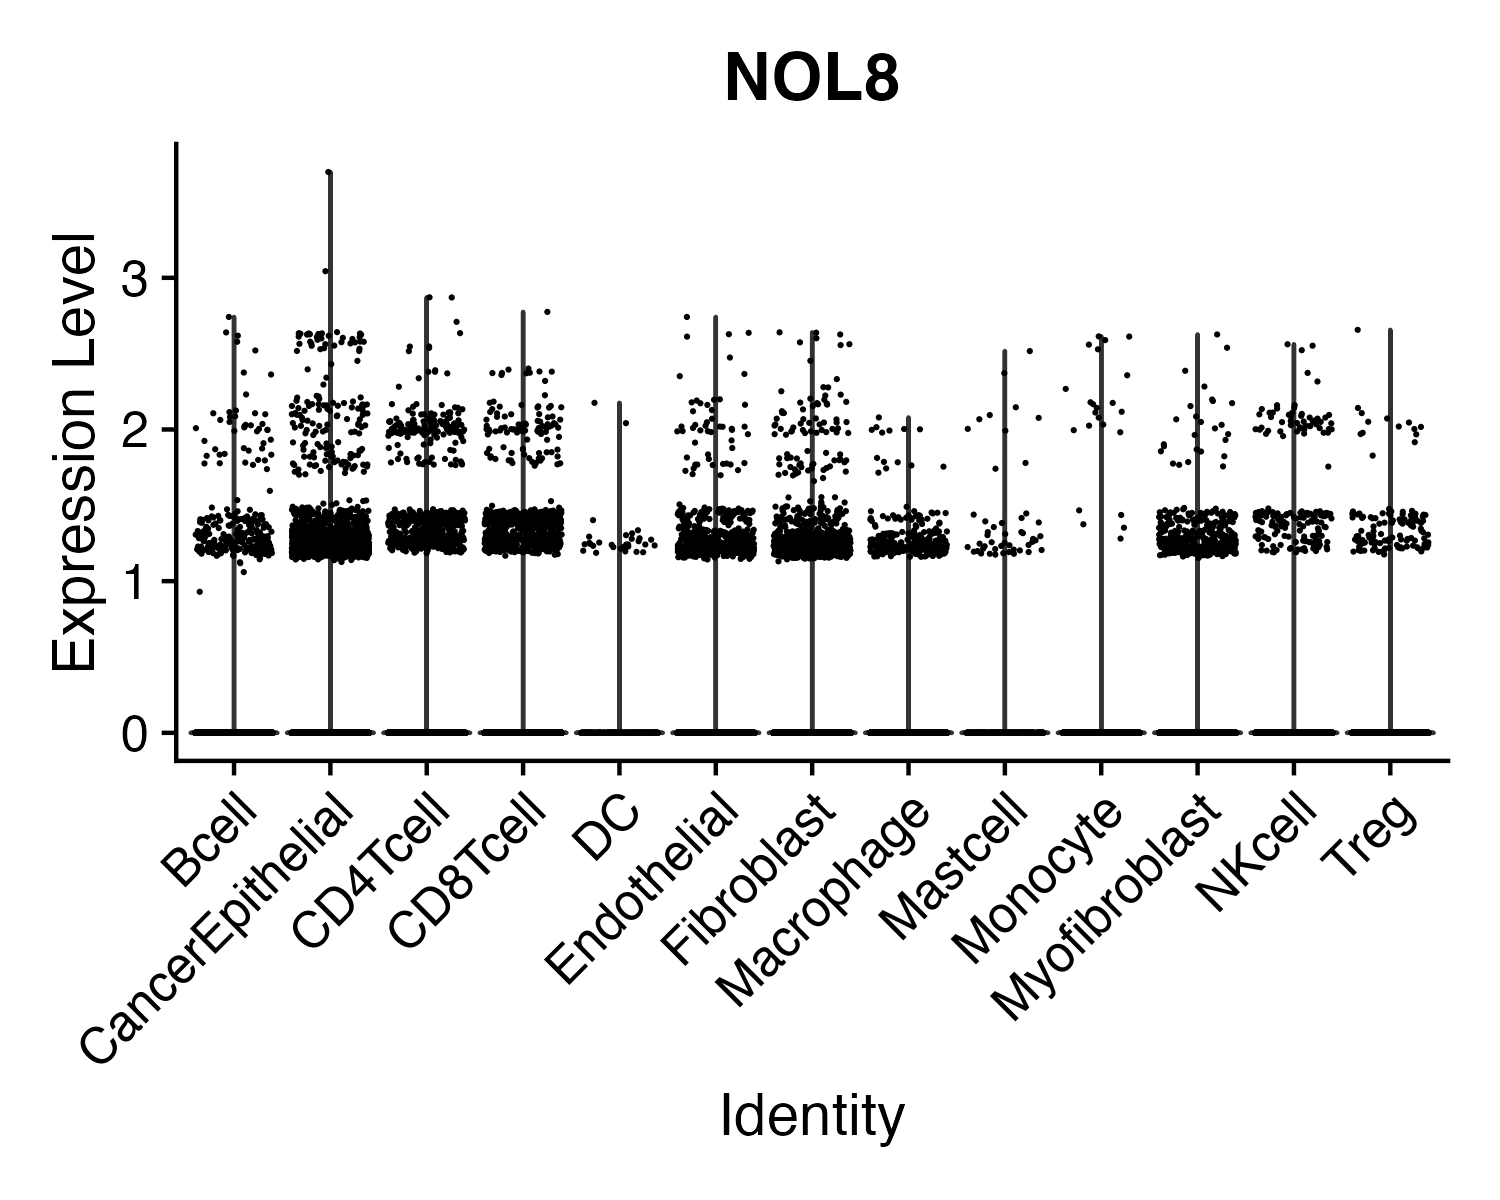 NOL8
Expression Level
3
2
1
0
Bcell
CancerEpithelial
CD4Tcell
CD8Tcell
DC
Endothelial
Fibroblast
Macrophage
Mastcell
Monocyte
Myofibroblast
NKcell
Treg
Identity